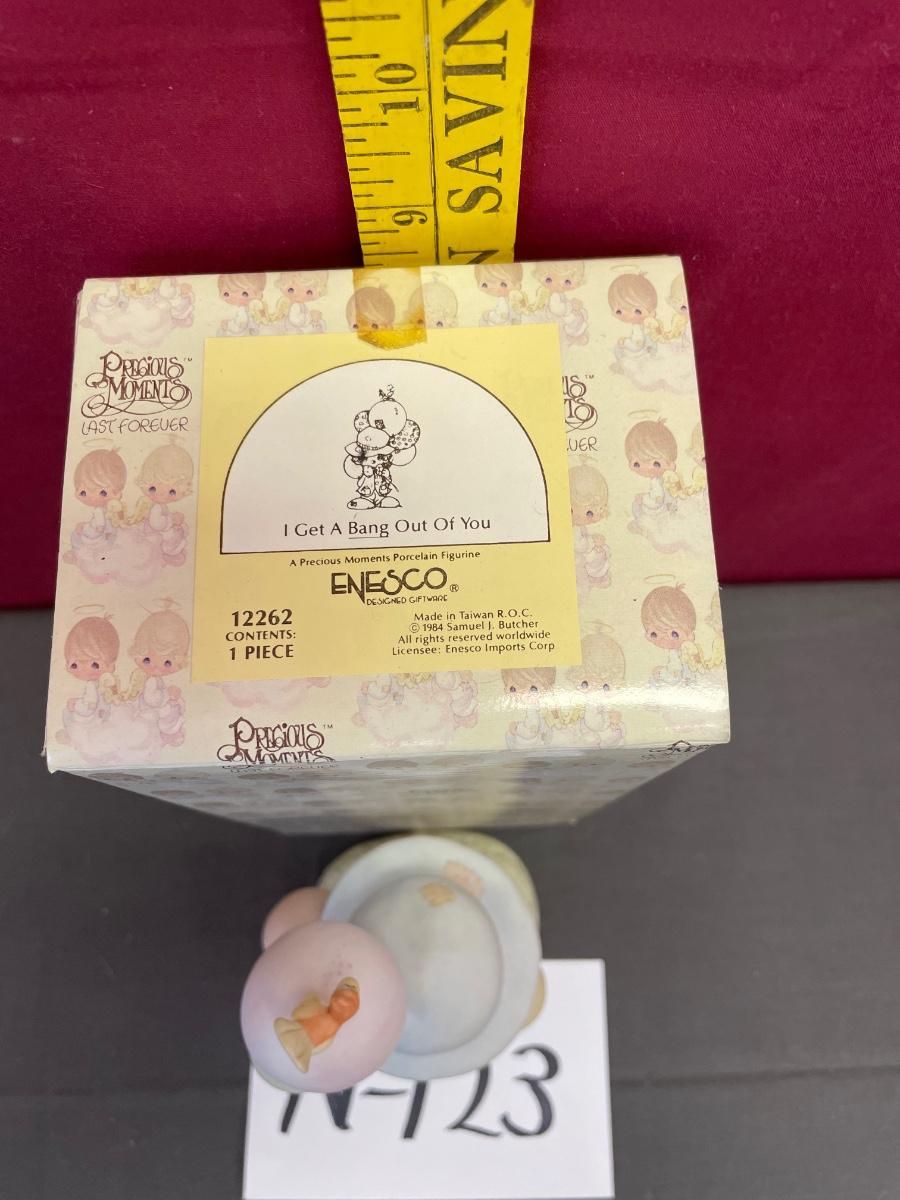 10
9
N SAVIN
PRECIOUS MOMENTS™
LAST FOREVER
I Get A Bang Out Of You
A Precious Moments Porcelain Figurine
ENESCO®
DESIGNED GIFTWARE
12262
CONTENTS:
1 PIECE
Made in Taiwan R.O.C.
© 1984 Samuel J. Butcher
All rights reserved worldwide
Licensee: Enesco Imports Corp
PRECIOUS MOMENTS™
N-123